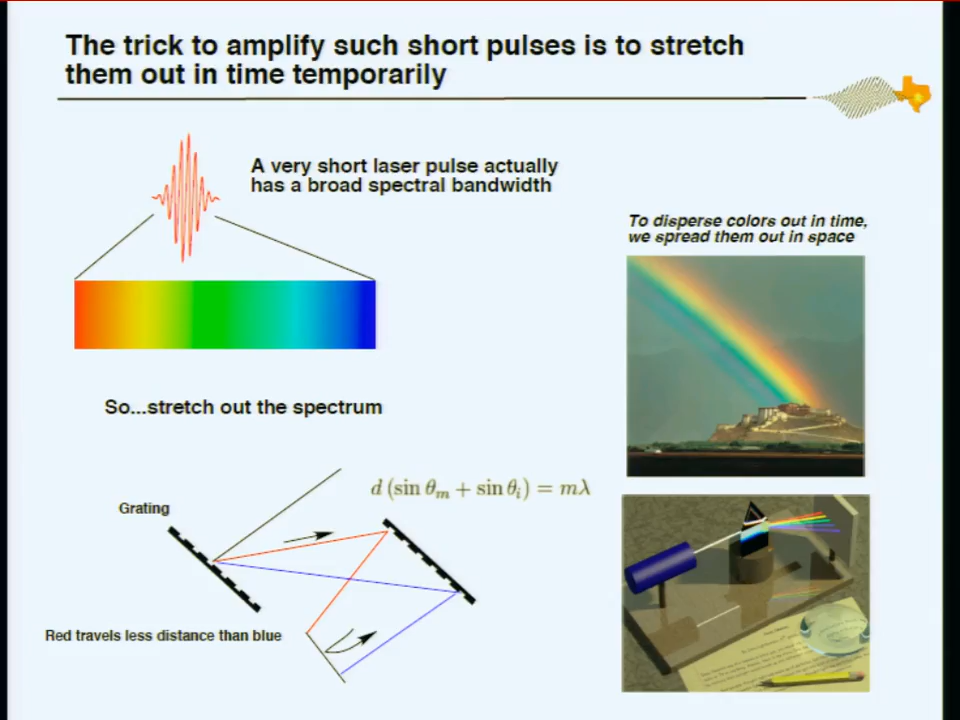 The trick to amplify such short pulses is to stretch
them out in time temporarily
A very short laser pulse actually
has a broad spectral bandwidth
To disperse colors out in time,
we spread them out in space
So...stretch out the spectrum
d (sin θₘ + sin θᵢ) = mλ
Grating
Red travels less distance than blue